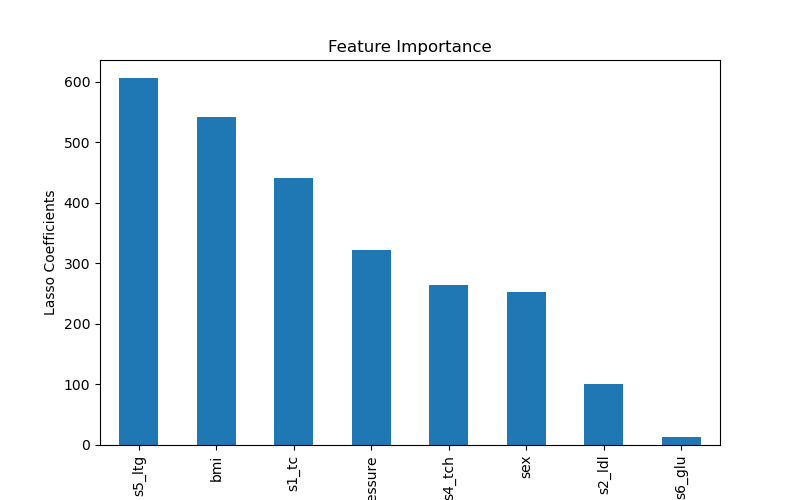 Feature Importance
Lasso Coefficients
600
500
400
300
200
100
0
s5_ltg
bmi
s1_tc
essure
s4_tch
sex
s2_ldl
s6_glu